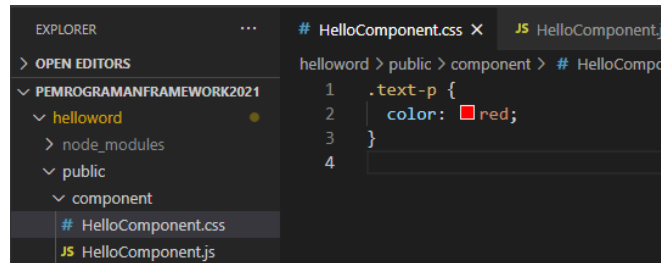 EXPLORER ...
> OPEN EDITORS
PEMROGRAMANFRAMEWORK2021
helloword
> node_modules
public
component
# HelloComponent.css
JS HelloComponent.js
# HelloComponent.css X JS HelloComponent.j
helloword > public > component > # HelloCompo
1 .text-p {
2 color: red;
3 }
4